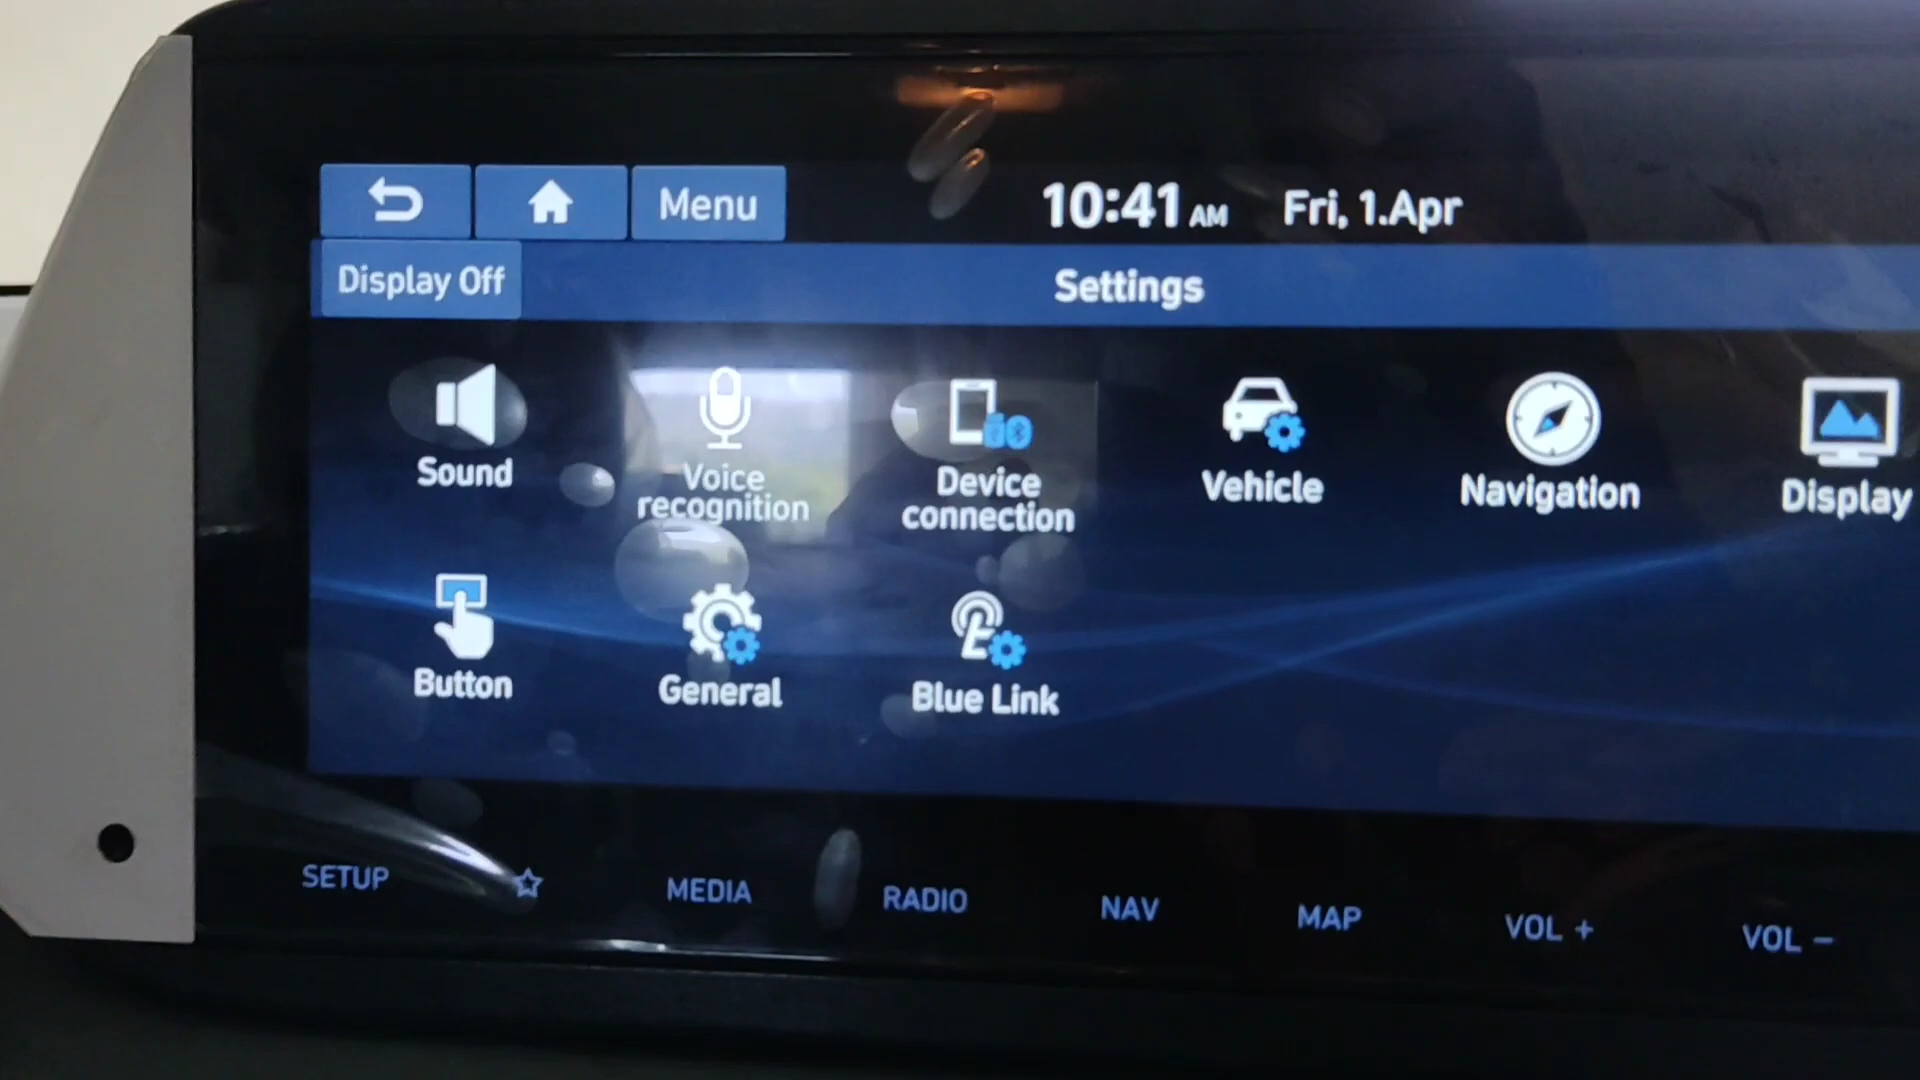 Menu
10:41 AM
Fri, 1.Apr
Display Off
Settings
Sound
Voice
recognition
Device
connection
Vehicle
Navigation
Display
Button
General
Blue Link
SETUP
MEDIA
RADIO
NAV
MAP
VOL +
VOL −